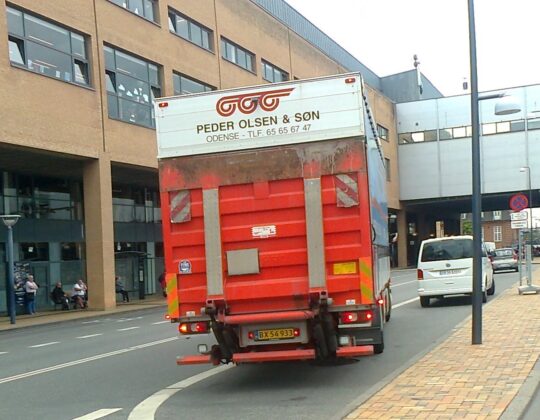 PEDER OLSEN & SØN
ODENSE - TLF. 65 65 67 47
BX 54 933